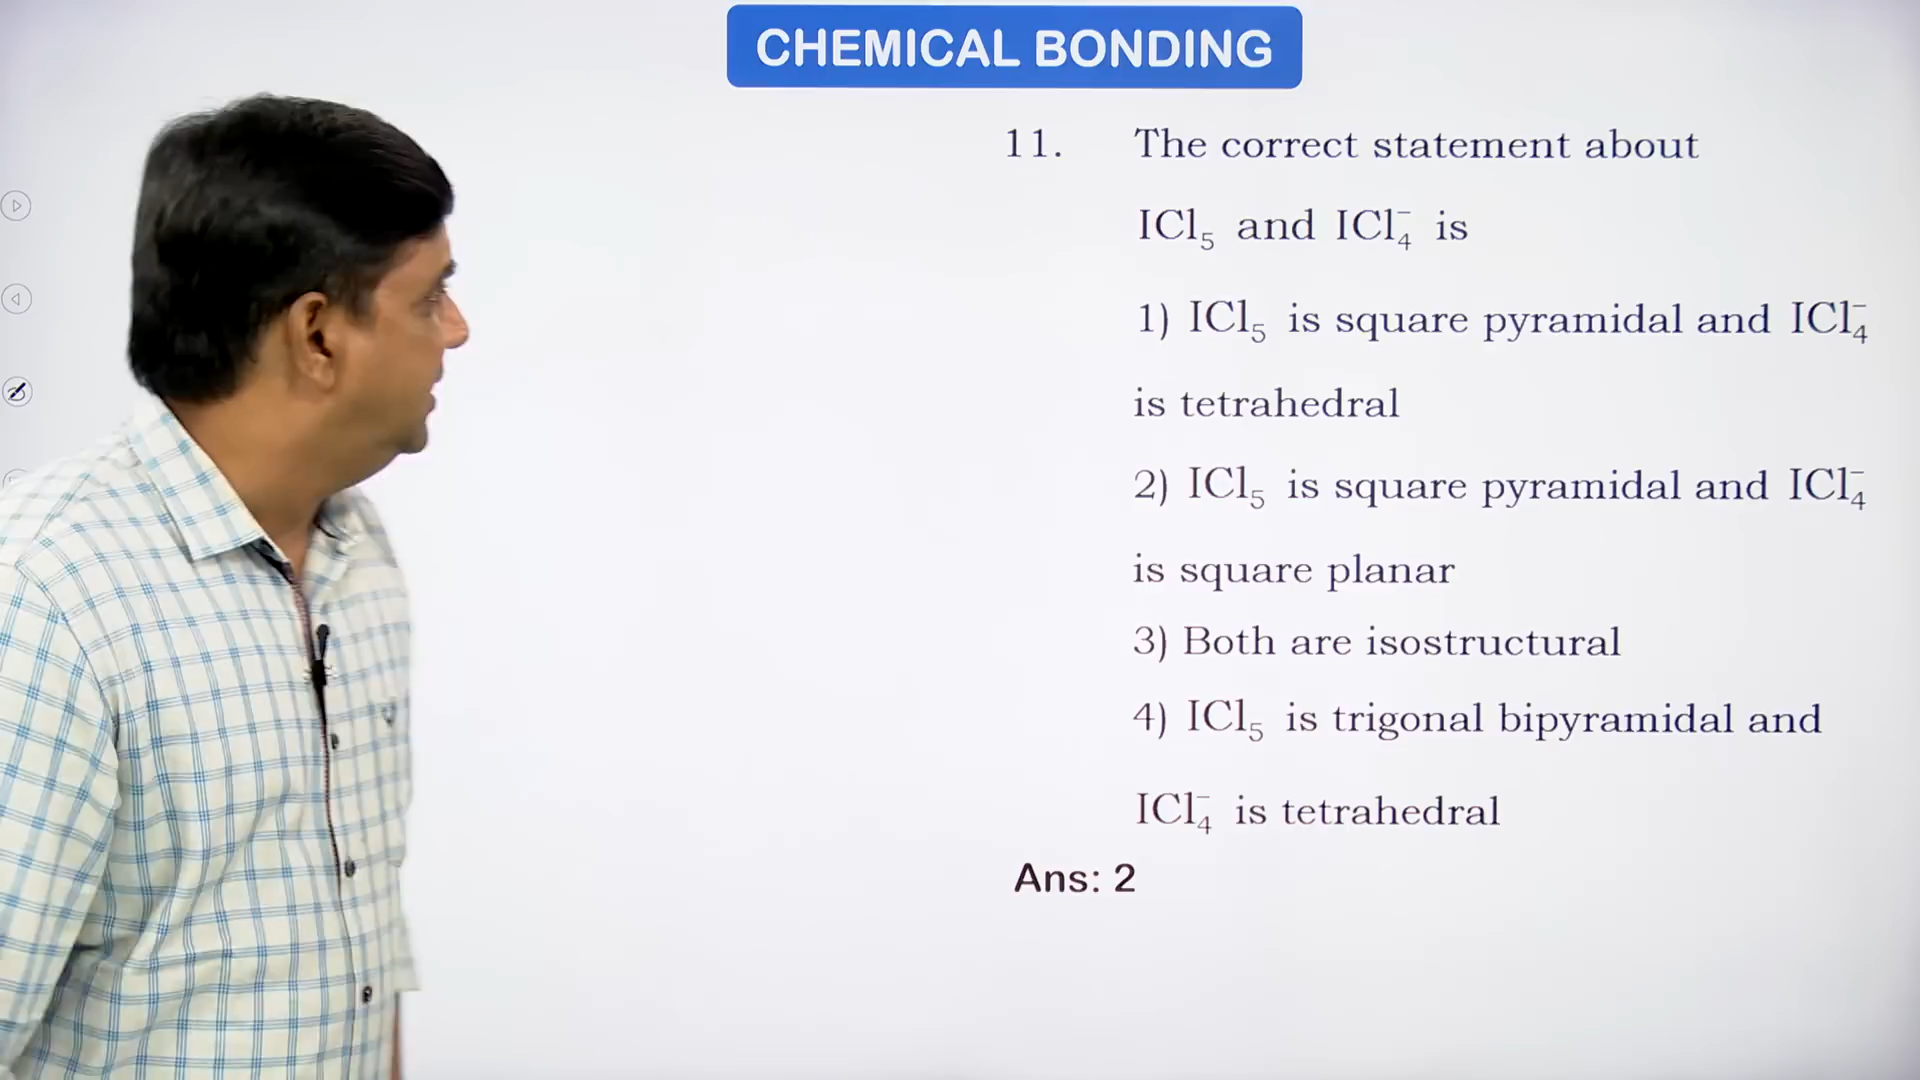 CHEMICAL BONDING
11. The correct statement about
ICl₅ and ICl₄⁻ is
1) ICl₅ is square pyramidal and ICl₄⁻
is tetrahedral
2) ICl₅ is square pyramidal and ICl₄⁻
is square planar
3) Both are isostructural
4) ICl₅ is trigonal bipyramidal and
ICl₄⁻ is tetrahedral
Ans: 2